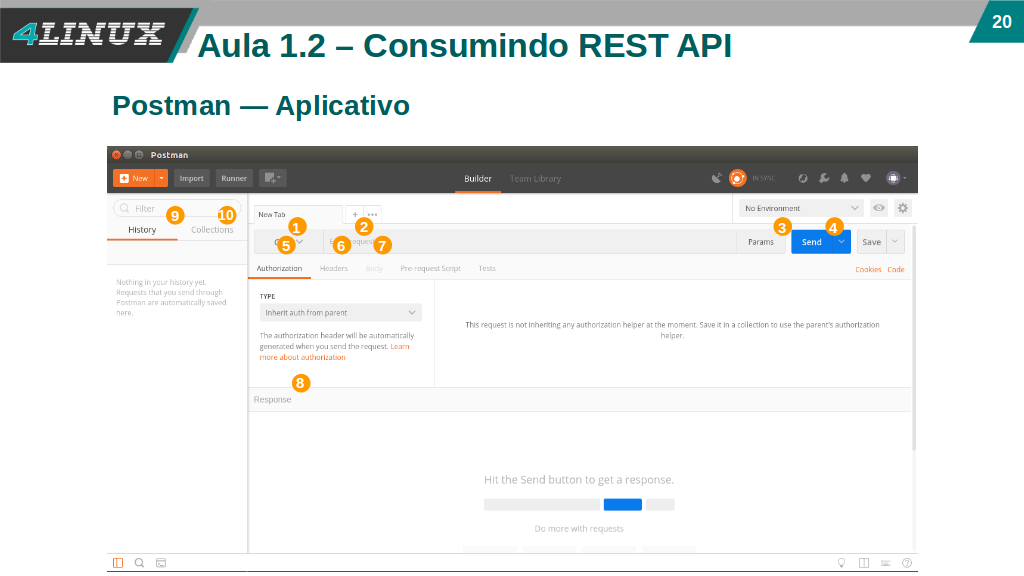 4LINUX
20
Aula 1.2 – Consumindo REST API
Postman — Aplicativo
Postman
New
Import
Runner
Builder
Team Library
IN SYNC
Filter
9
10
History
Collections
New Tab
+
•••
No Environment
1
2
3
4
5
6
7
Params
Send
Save
Authorization
Headers
Body
Pre-request Script
Tests
Cookies
Code
Nothing in your history yet.
Requests that you send through
Postman are automatically saved
here.
TYPE
Inherit auth from parent
The authorization header will be automatically
generated when you send the request. Learn
more about authorization
This request is not inheriting any authorization helper at the moment. Save it in a collection to use the parent's authorization
helper.
8
Response
Hit the Send button to get a response.
Do more with requests